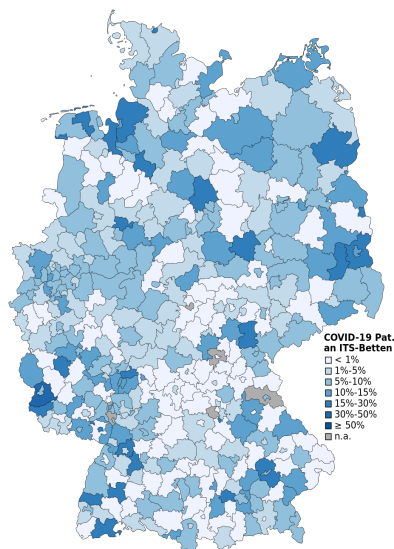 COVID-19 Pat.
an ITS-Betten
< 1%
1%-5%
5%-10%
10%-15%
15%-30%
30%-50%
≥ 50%
n.a.